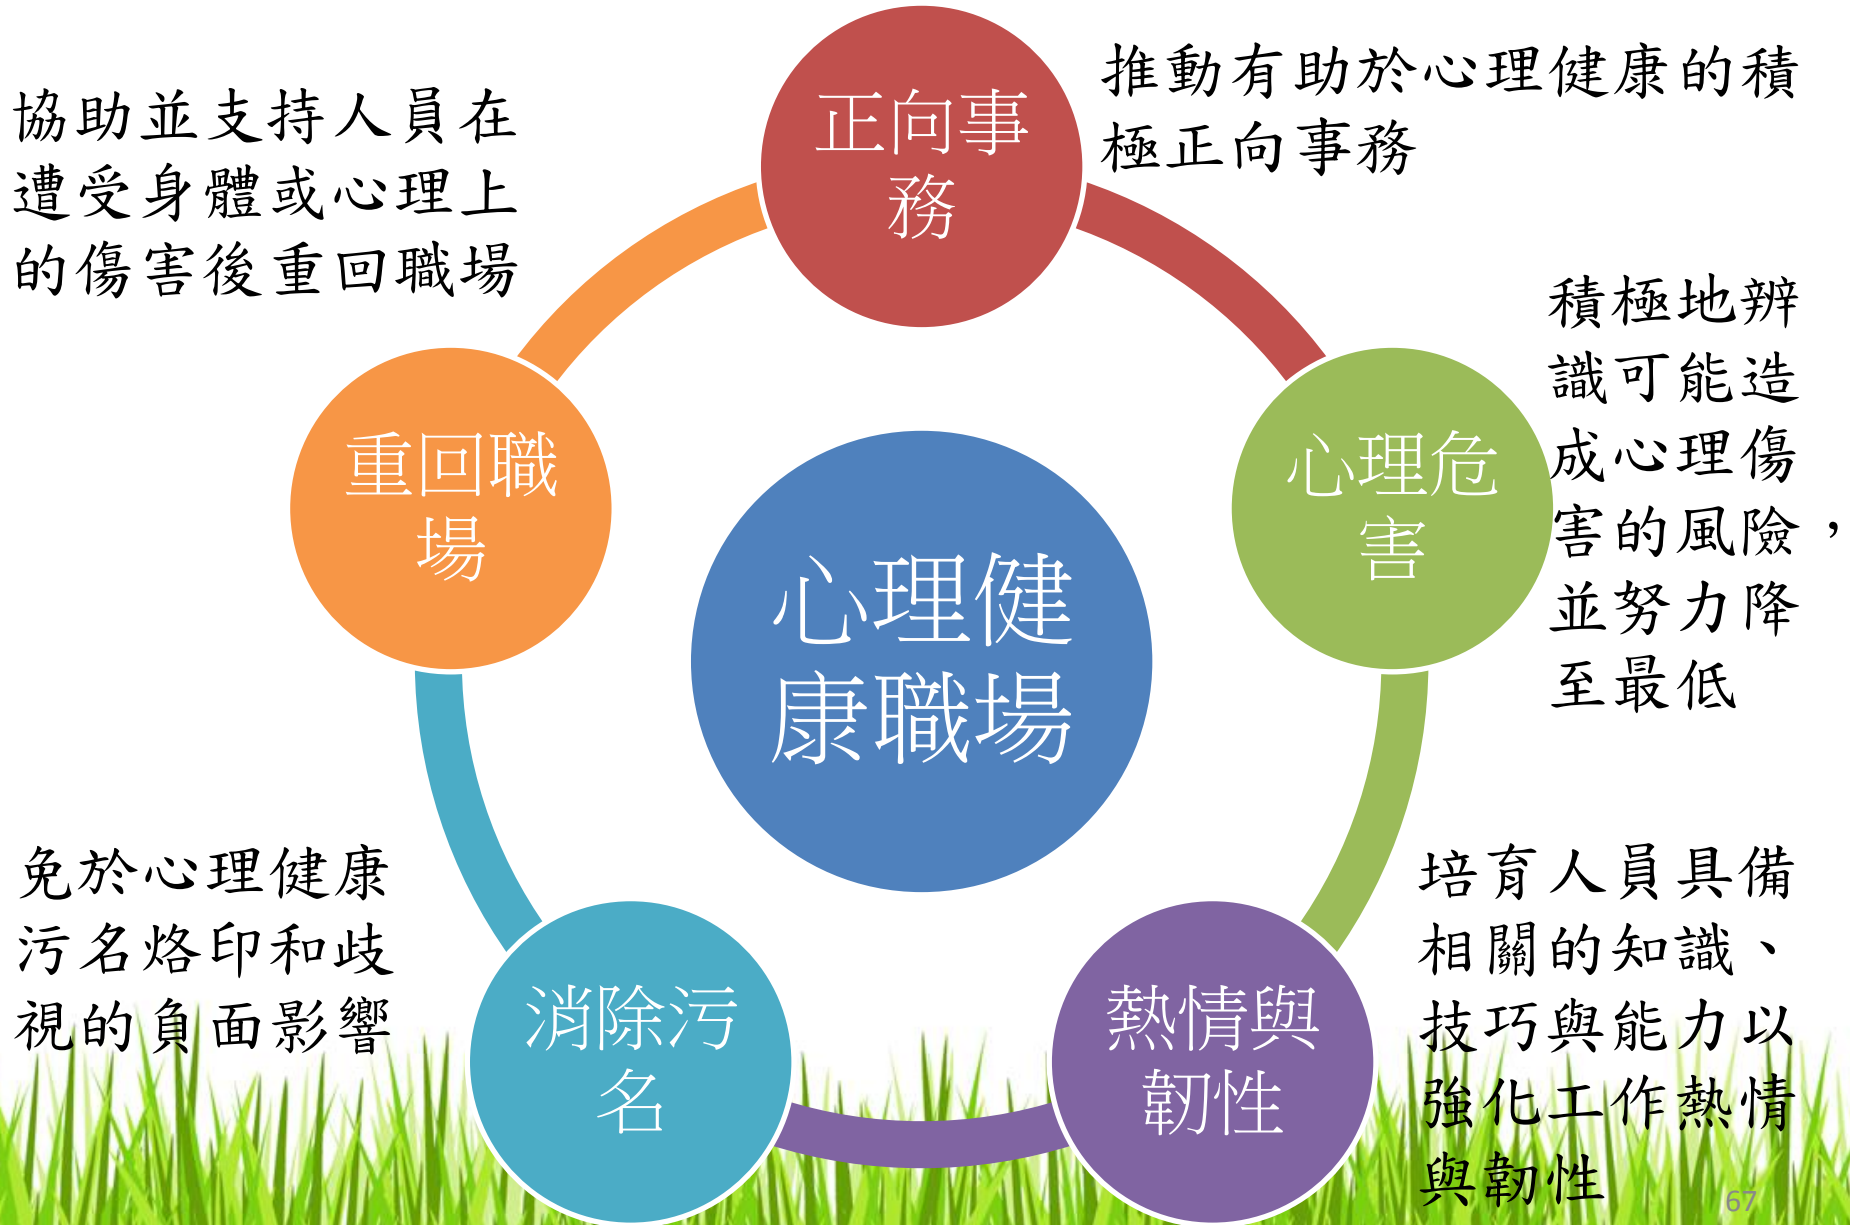 正向事
務
推動有助於心理健康的積
極正向事務
協助並支持人員在
遭受身體或心理上
的傷害後重回職場
重回職
場
心理危
害
積極地辨
識可能造
成心理傷
害的風險，
並努力降
至最低
心理健
康職場
免於心理健康
污名烙印和歧
視的負面影響
消除污
名
熱情與
韌性
培育人員具備
相關的知識、
技巧與能力以
強化工作熱情
與韌性
67